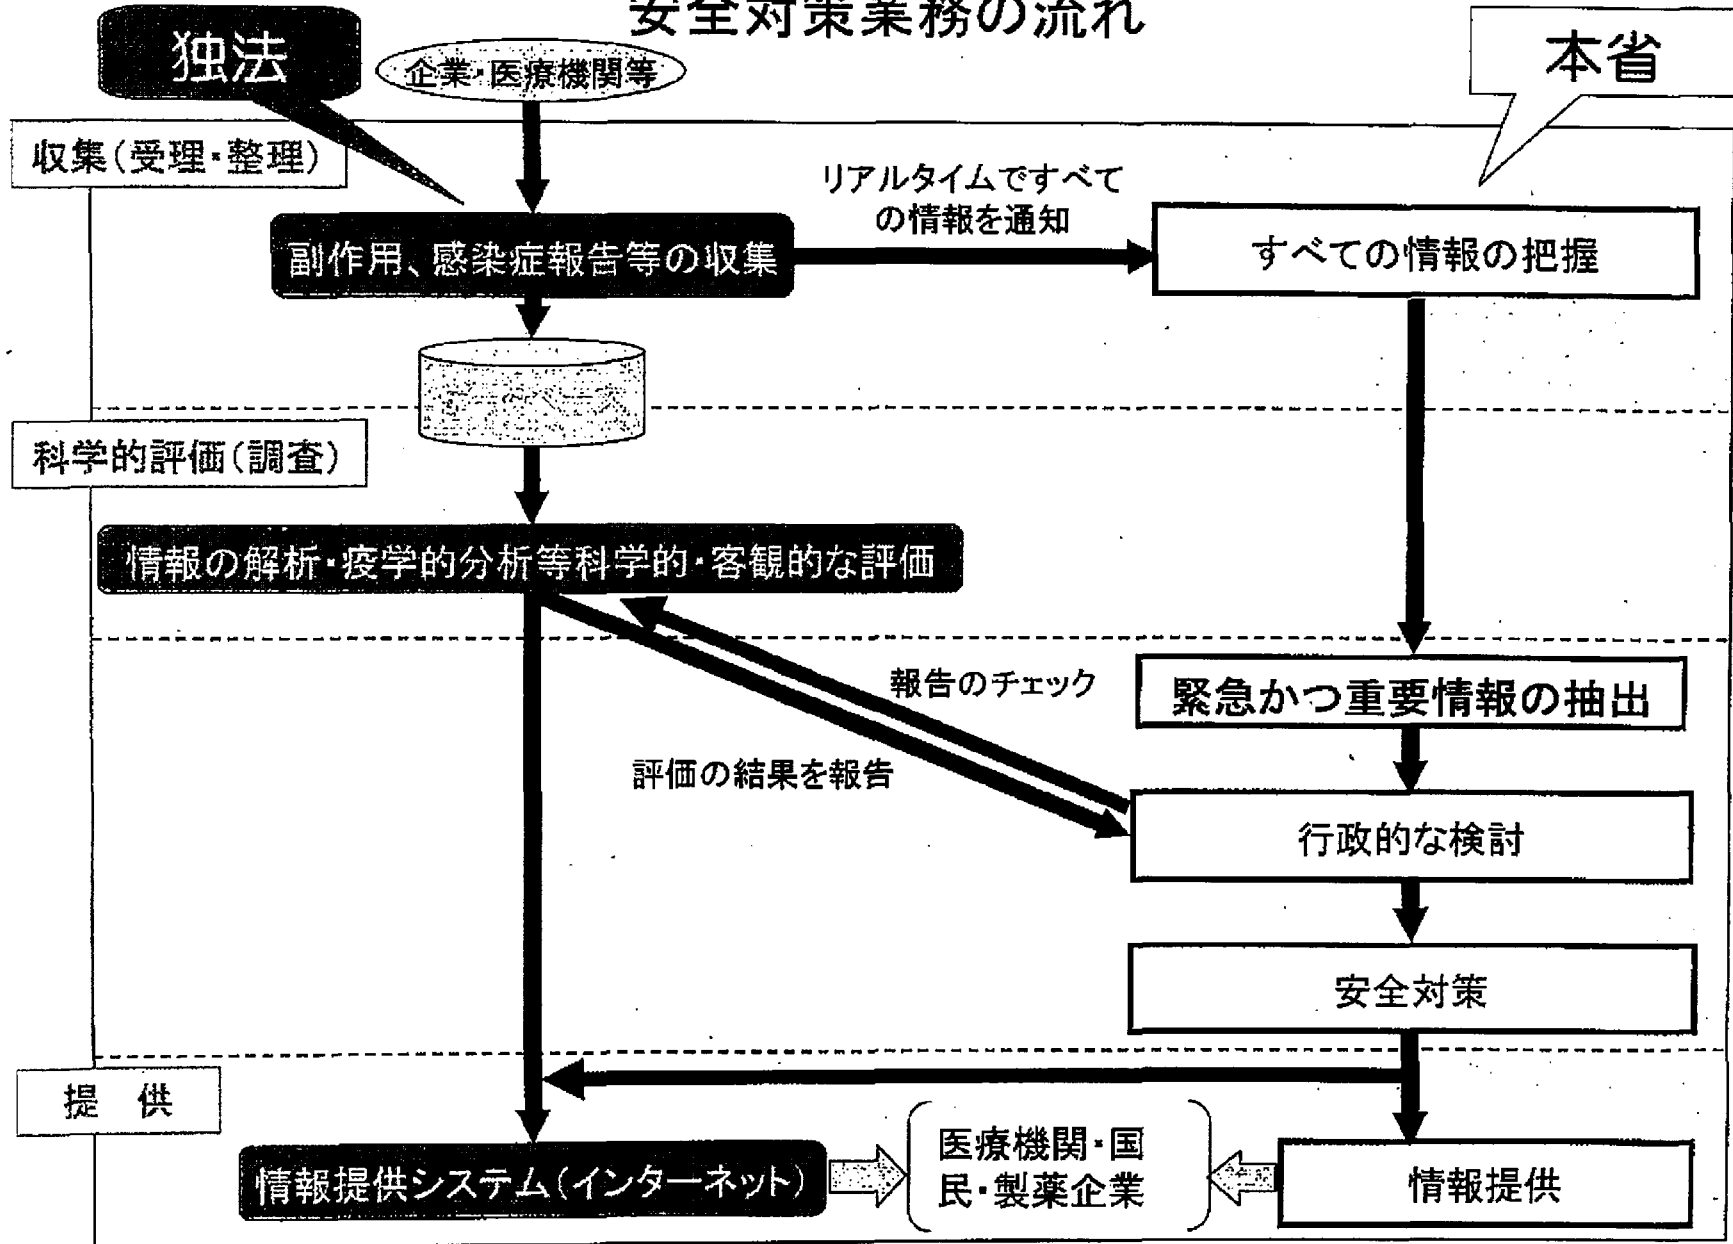 安全対策業務の流れ
独法
企業・医療機関等
本省
収集(受理・整理)
リアルタイムですべて
の情報を通知
副作用、感染症報告等の収集
すべての情報の把握
データベース
科学的評価(調査)
情報の解析・疫学的分析等科学的・客観的な評価
報告のチェック
緊急かつ重要情報の抽出
評価の結果を報告
行政的な検討
安全対策
提 供
情報提供システム(インターネット)
医療機関・国
民・製薬企業
情報提供